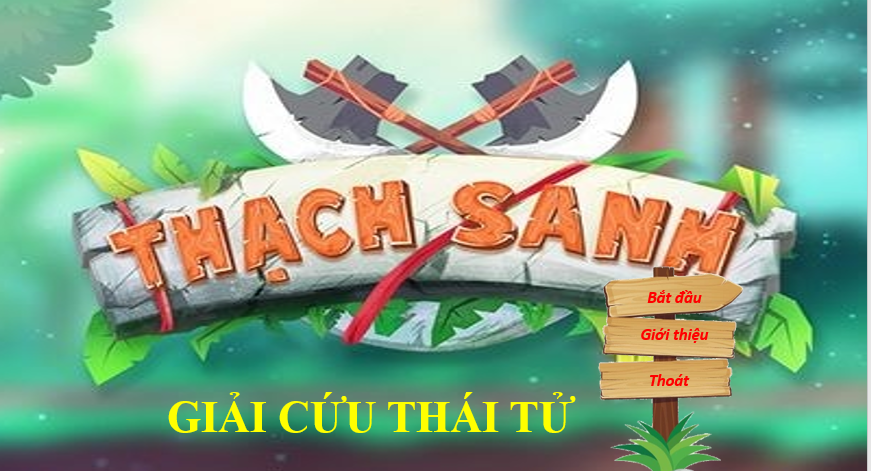 THẠCH SANH
Bắt đầu
Giới thiệu
Thoát
GIẢI CỨU THÁI TỬ